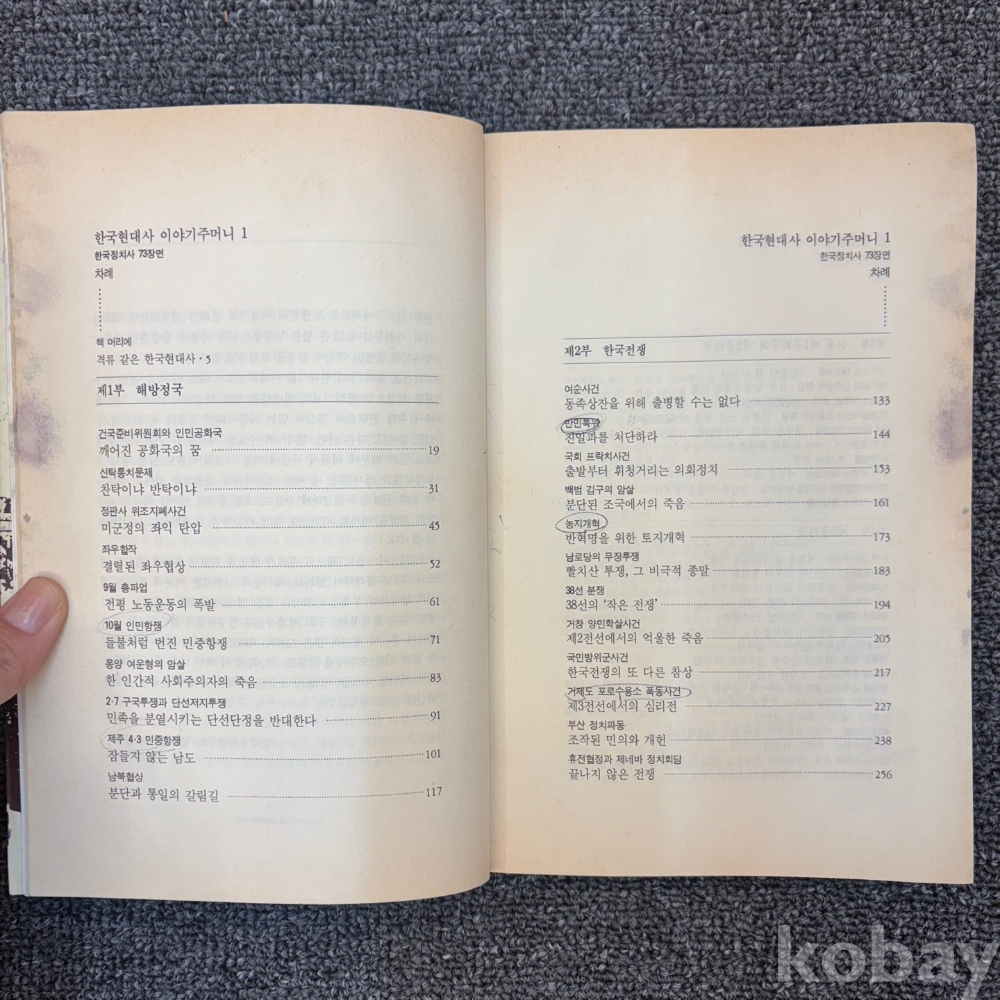 한국현대사 이야기주머니 1
한국정치사 73장면
차례
책 머리에
격류 같은 한국현대사 · 5
제1부 해방정국
건국준비위원회와 인민공화국
깨어진 공화국의 꿈 19
신탁통치문제
찬탁이냐 반탁이냐 31
정판사 위조지폐사건
미군정의 좌익 탄압 45
좌우합작
결렬된 좌우협상 52
9월 총파업
전평 노동운동의 폭발 61
10월 인민항쟁
들불처럼 번진 민중항쟁 71
몽양 여운형의 암살
한 인간적 사회주의자의 죽음 83
2·7 구국투쟁과 단선저지투쟁
민족을 분열시키는 단선단정을 반대한다 91
제주 4·3 민중항쟁
잠들지 않는 남도 101
남북협상
분단과 통일의 갈림길 117
한국현대사 이야기주머니 1
한국정치사 73장면
차례
제2부 한국전쟁
여순사건
동족상잔을 위해 출병할 수는 없다 133
반민특위
친일파를 처단하라 144
국회 프락치사건
출발부터 휘청거리는 의회정치 153
백범 김구의 암살
분단된 조국에서의 죽음 161
농지개혁
반혁명을 위한 토지개혁 173
남로당의 무장투쟁
빨치산 투쟁, 그 비극적 종말 183
38선 분쟁
38선의 '작은 전쟁' 194
거창 양민학살사건
제2전선에서의 억울한 죽음 205
국민방위군사건
한국전쟁의 또 다른 참상 217
거제도 포로수용소 폭동사건
제3전선에서의 심리전 227
부산 정치파동
조작된 민의와 개헌 238
휴전협정과 제네바 정치회담
끝나지 않은 전쟁 256
kobay